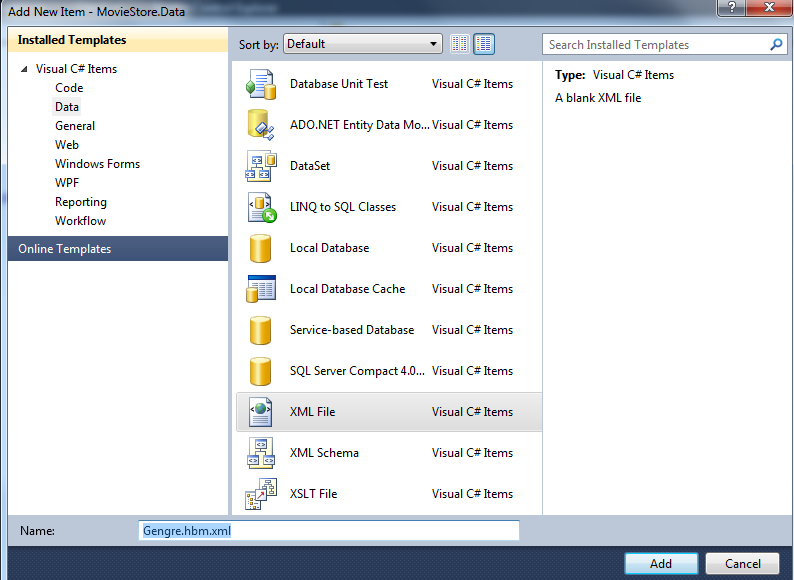 Add New Item - MovieStore.Data
?
Installed Templates
Visual C# Items
Code
Data
General
Web
Windows Forms
WPF
Reporting
Workflow
Online Templates
Sort by: Default
Database Unit Test Visual C# Items
ADO.NET Entity Data Mo... Visual C# Items
DataSet Visual C# Items
LINQ to SQL Classes Visual C# Items
Local Database Visual C# Items
Local Database Cache Visual C# Items
Service-based Database Visual C# Items
SQL Server Compact 4.0... Visual C# Items
XML File Visual C# Items
XML Schema Visual C# Items
XSLT File Visual C# Items
Search Installed Templates
Type: Visual C# Items
A blank XML file
Name: Gengre.hbm.xml
Add Cancel